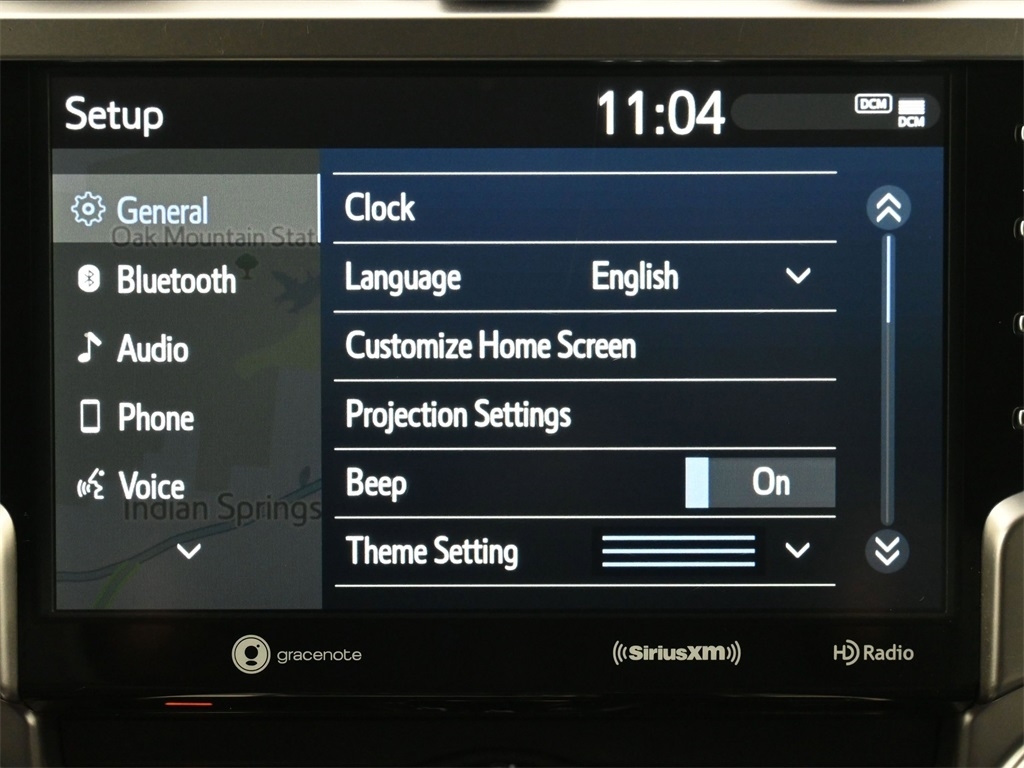 Setup
11:04
DCM
DCM
General
Oak Mountain Stat
Bluetooth
Audio
Phone
Voice
Indian Springs
Clock
Language English
Customize Home Screen
Projection Settings
Beep On
Theme Setting
gracenote
SiriusXM
HD Radio